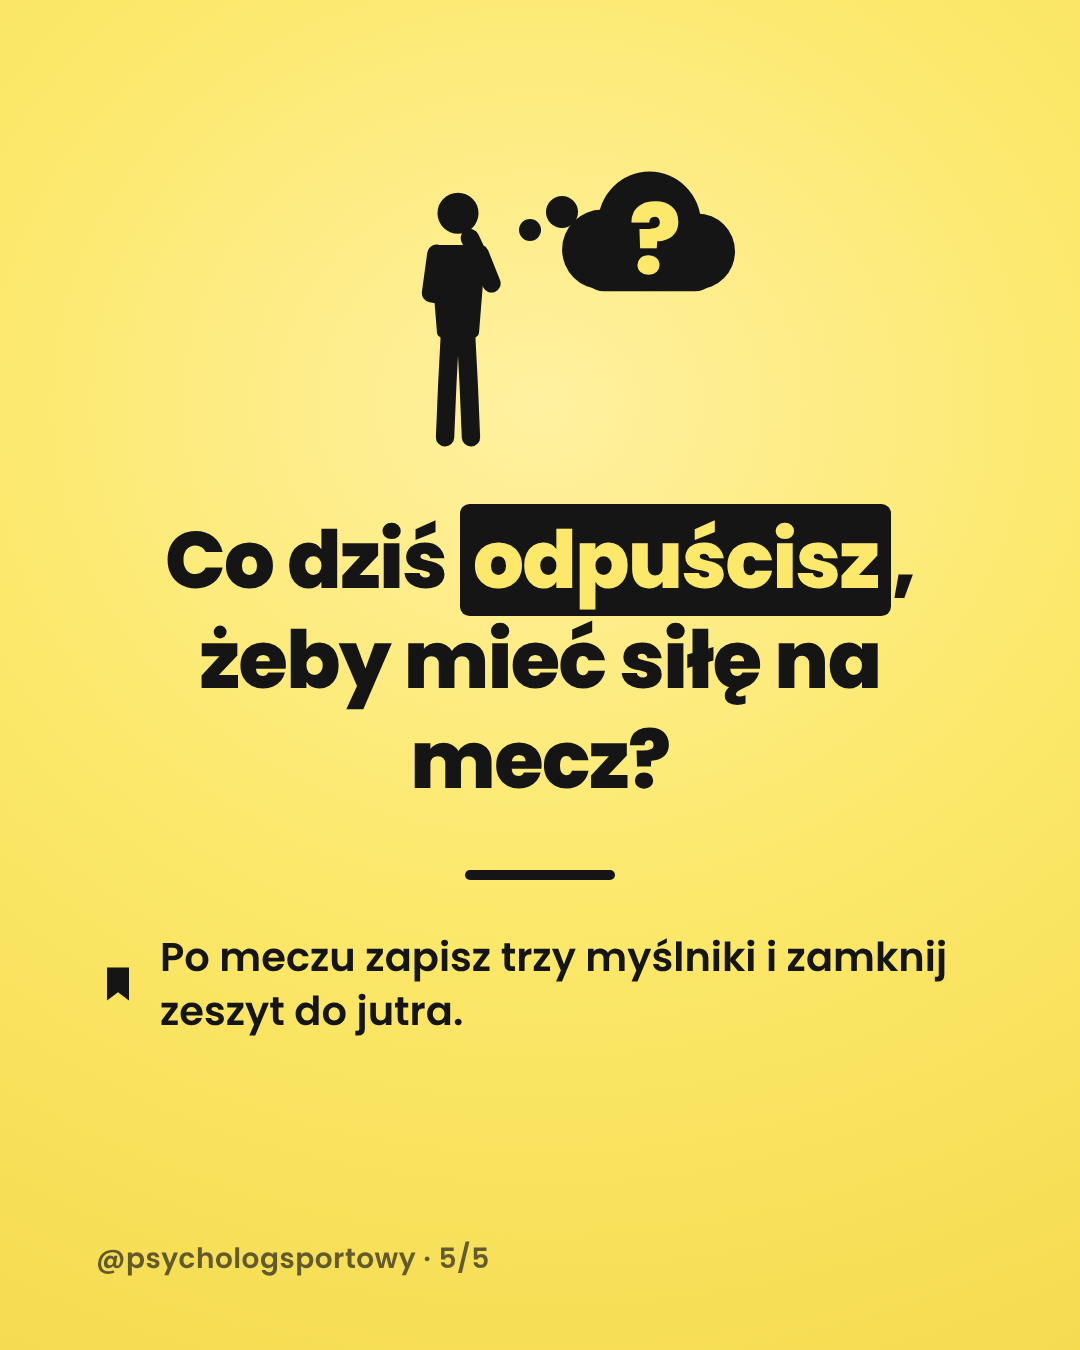 ?
Co dziś odpuścisz,
żeby mieć siłę na
mecz?
Po meczu zapisz trzy myślniki i zamknij
zeszyt do jutra.
@psychologsportowy · 5/5